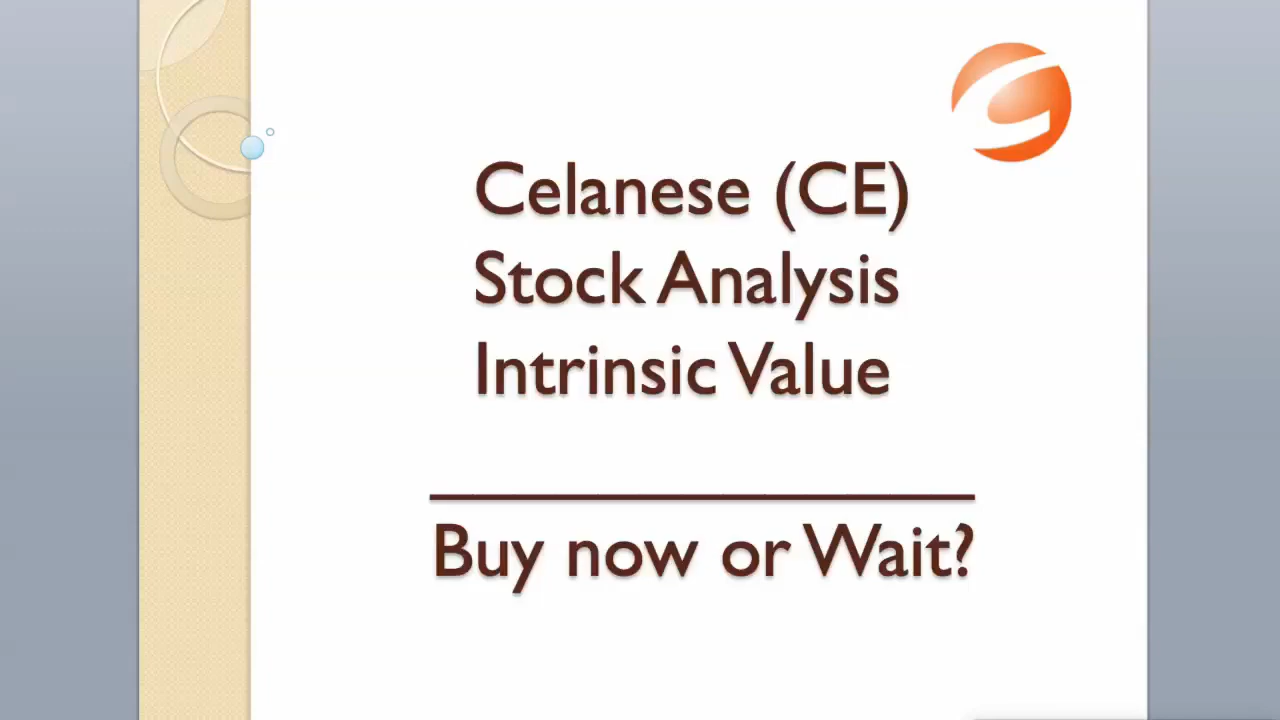 Celanese (CE)
Stock Analysis
Intrinsic Value
Buy now or Wait?